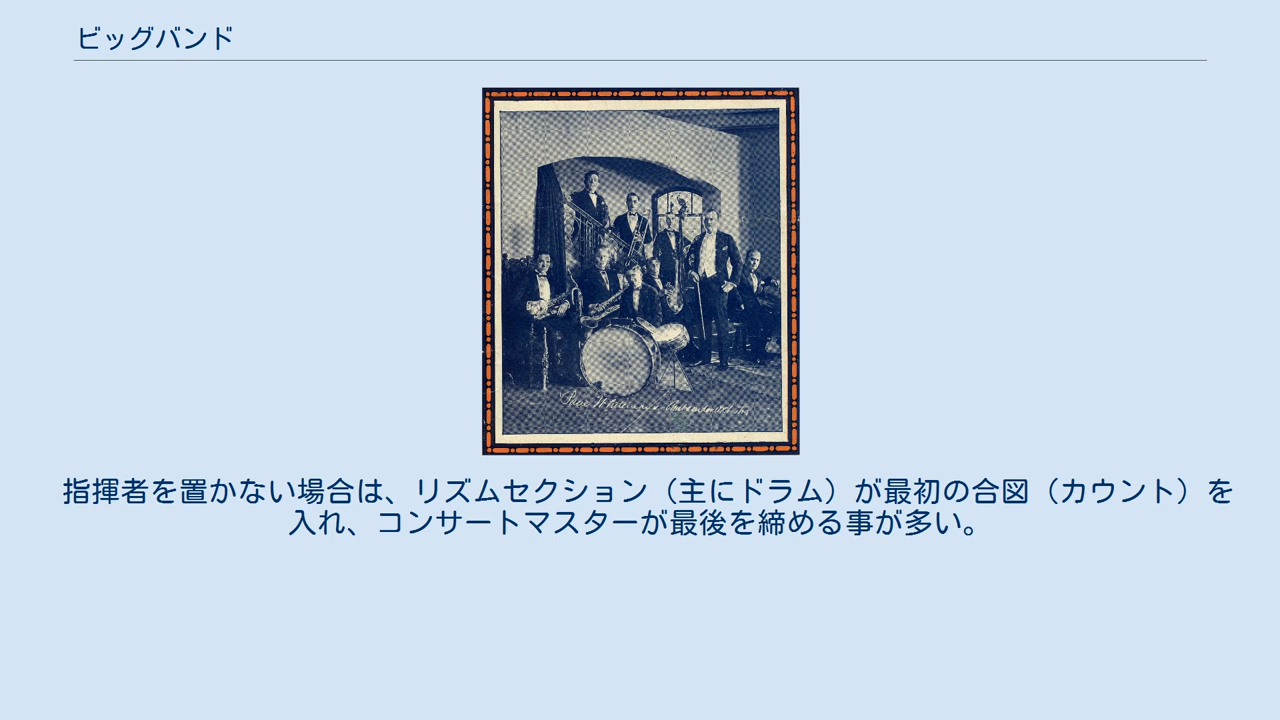 ビッグバンド
Paul Whiteman's
指揮者を置かない場合は、リズムセクション（主にドラム）が最初の合図（カウント）を
入れ、コンサートマスターが最後を締める事が多い。